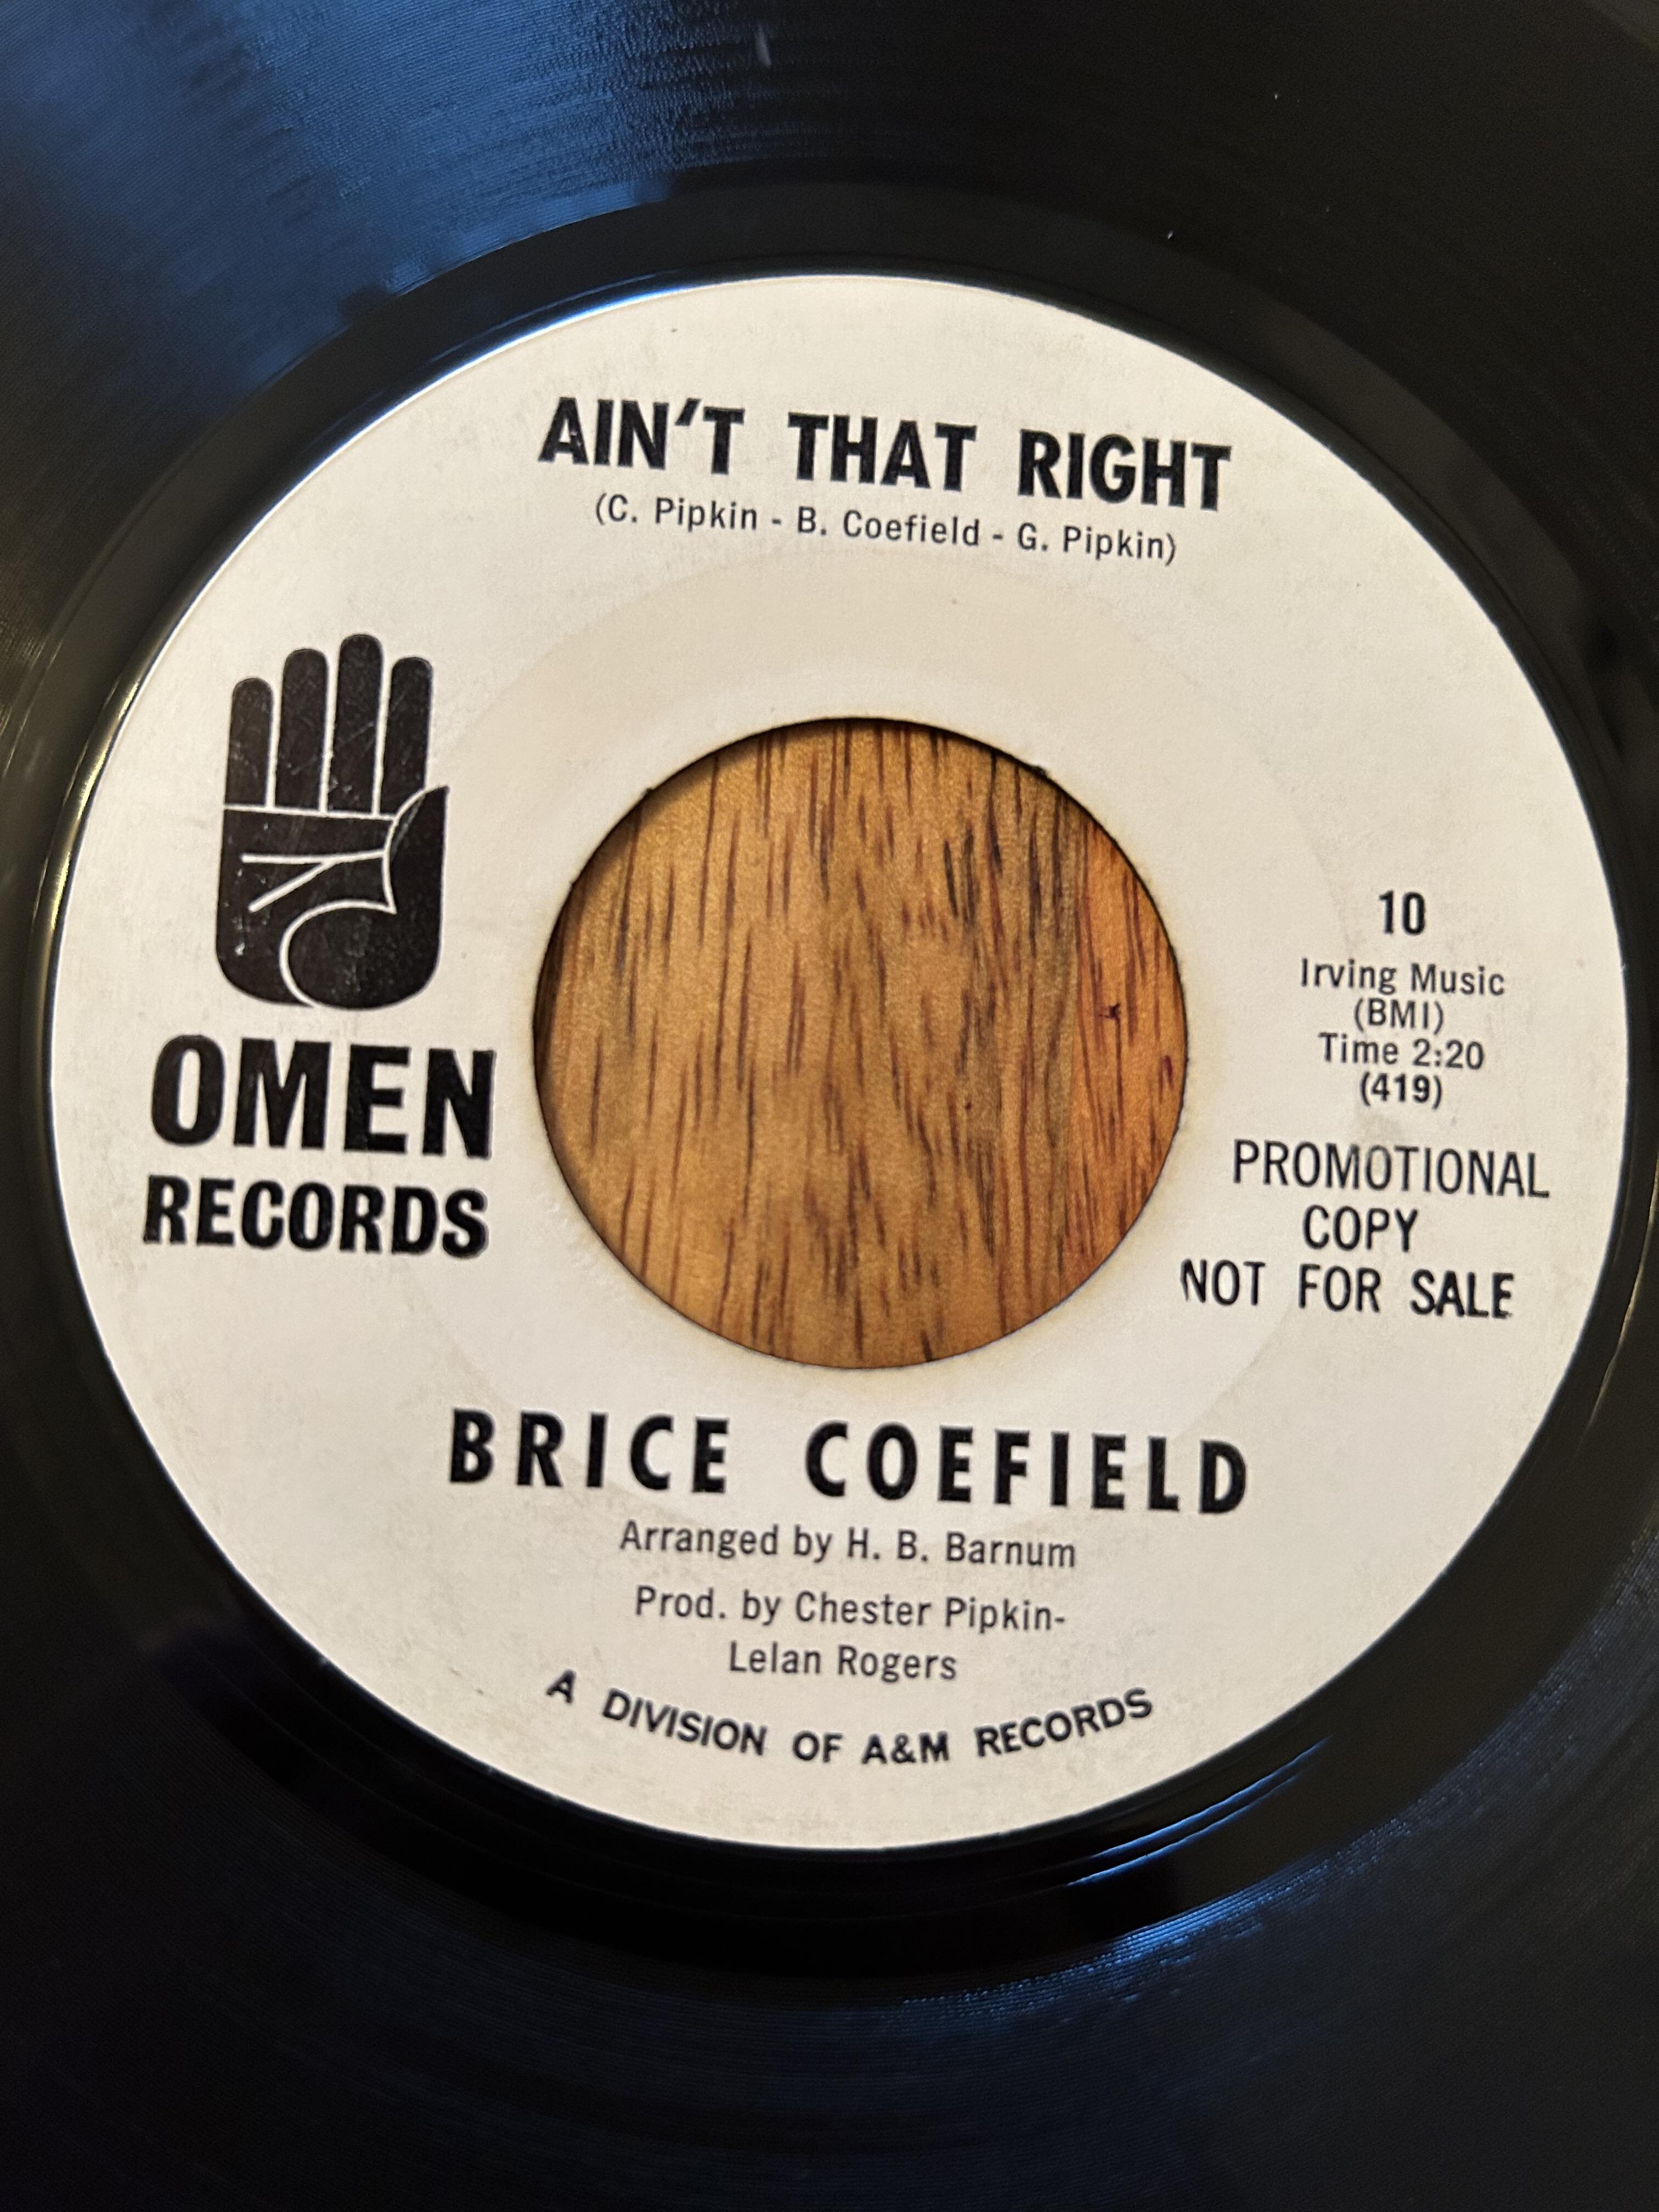 AIN'T THAT RIGHT
(C. Pipkin - B. Coefield - G. Pipkin)
OMEN
RECORDS
10
Irving Music
(BMI)
Time 2:20
(419)
PROMOTIONAL
COPY
NOT FOR SALE
BRICE COEFIELD
Arranged by H. B. Barnum
Prod. by Chester Pipkin-
Lelan Rogers
A DIVISION OF A&M RECORDS